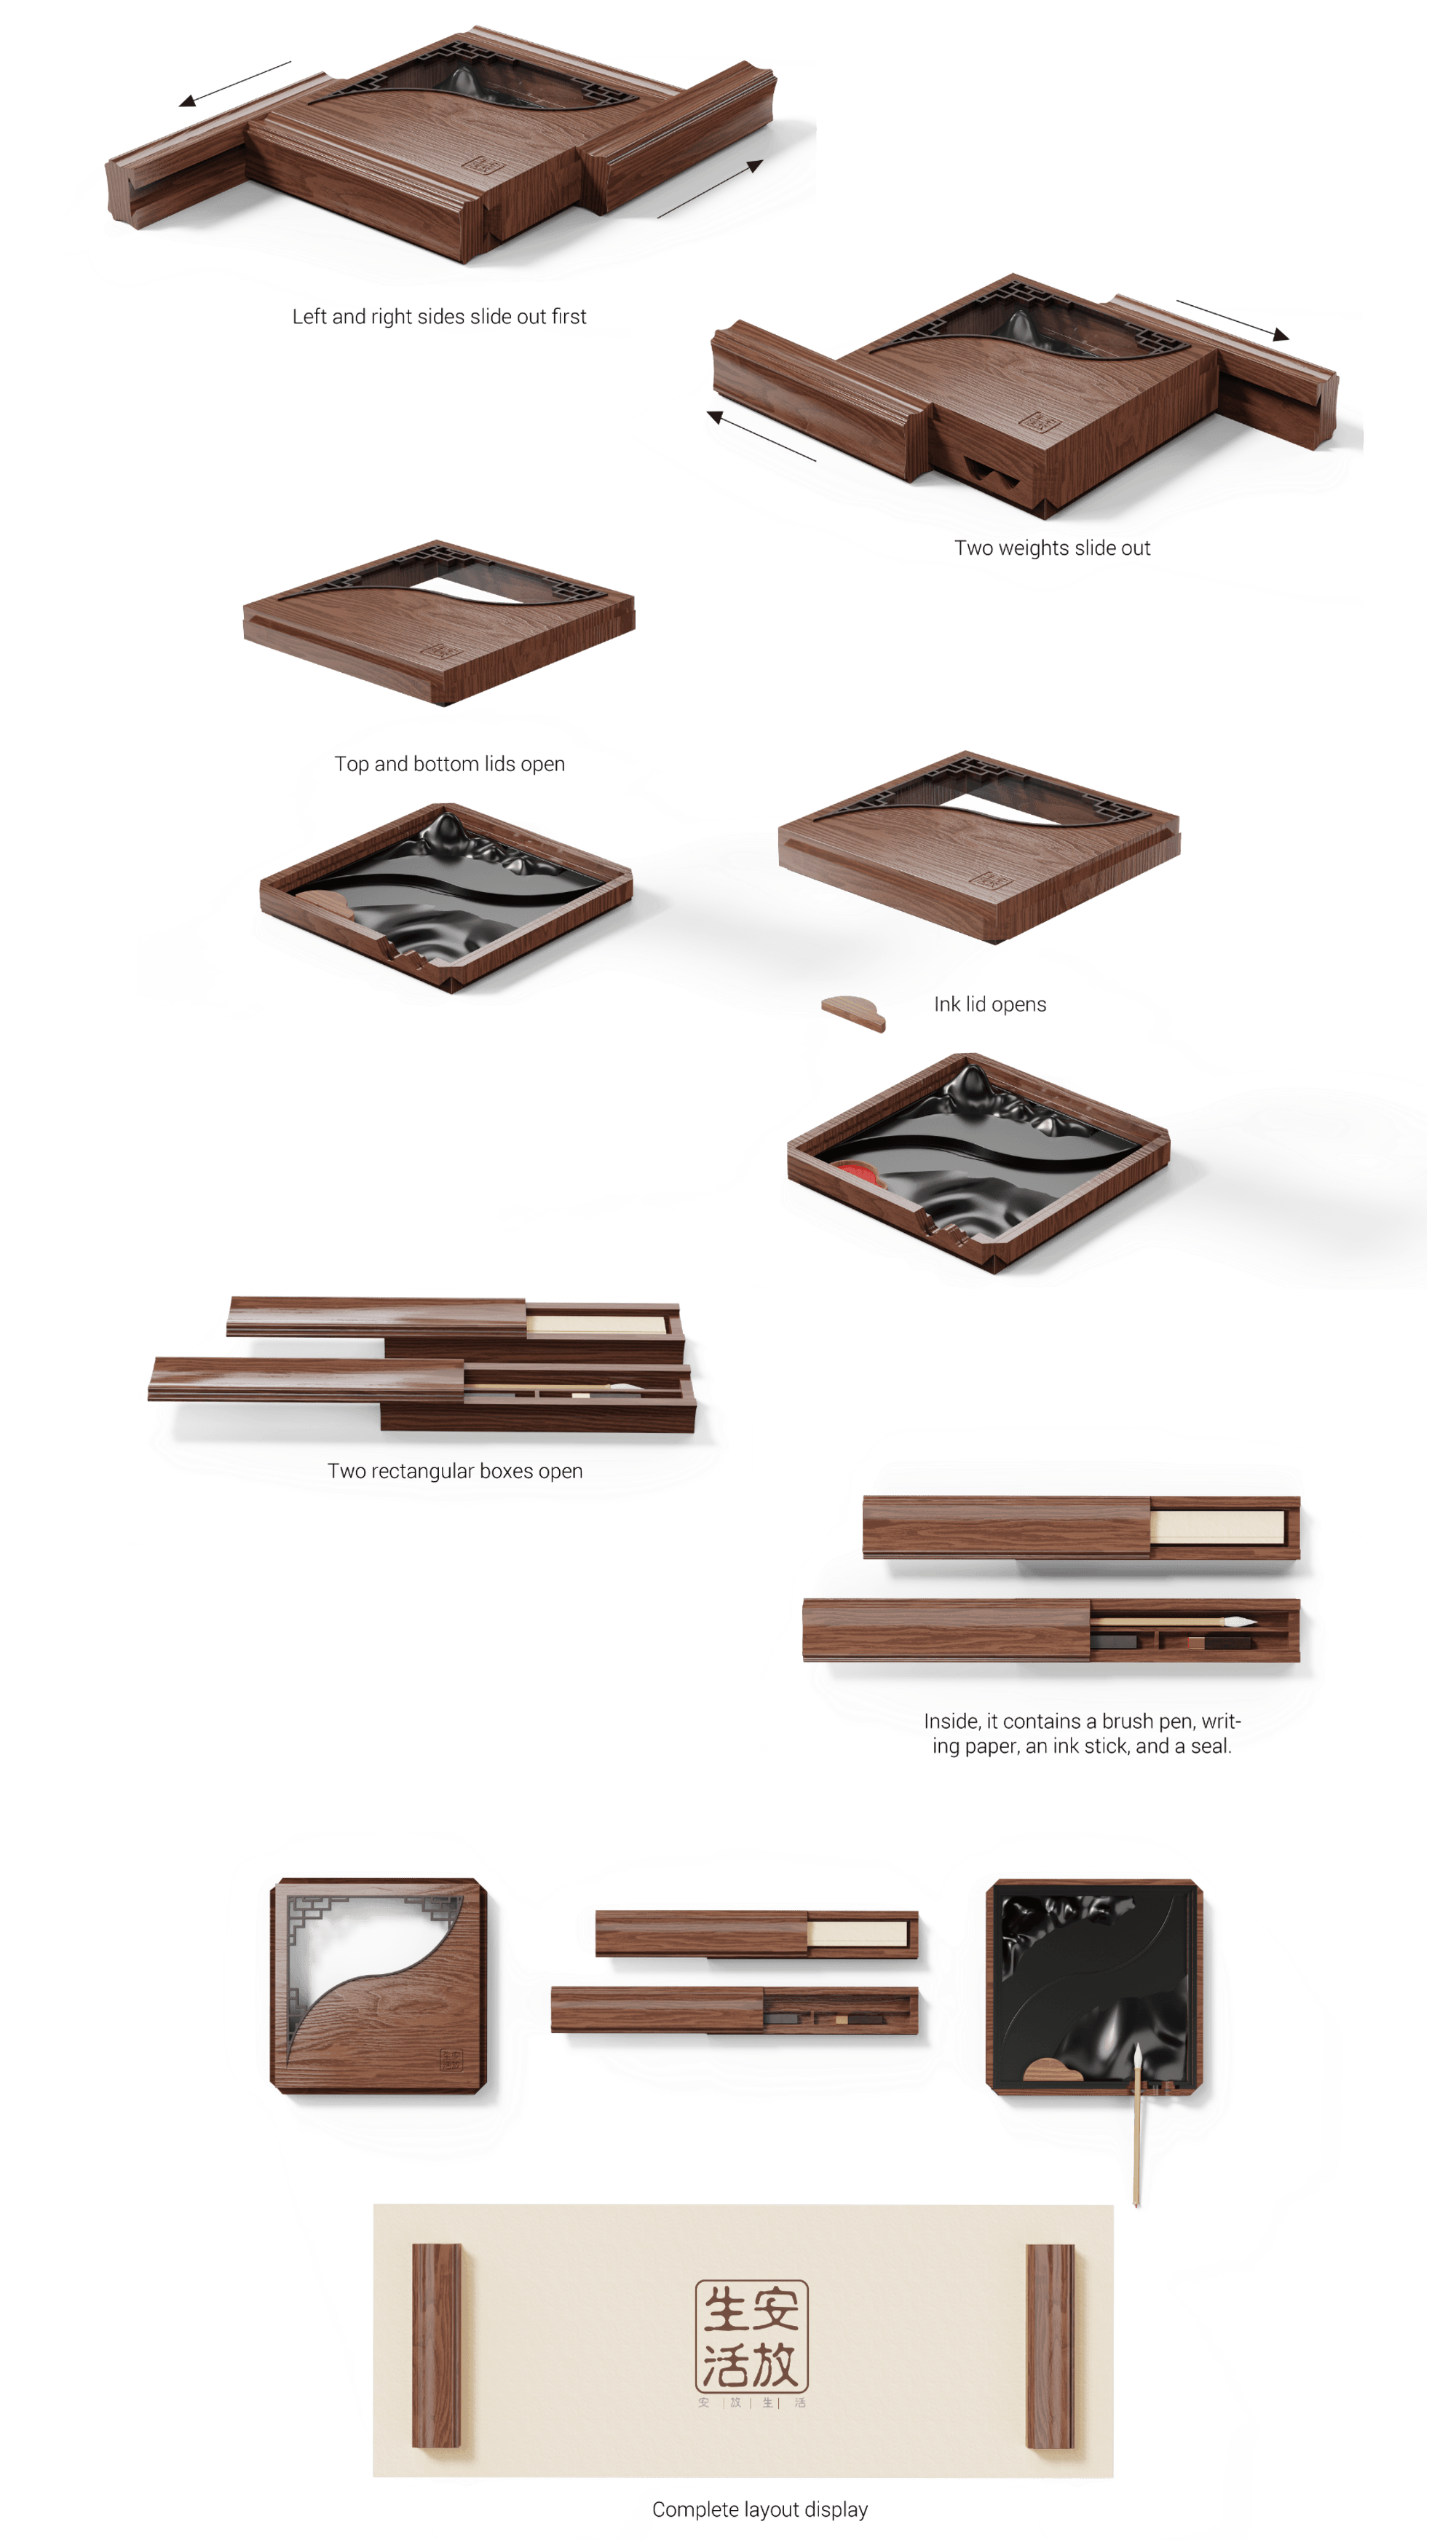 Left and right sides slide out first
Two weights slide out
Top and bottom lids open
Ink lid opens
Two rectangular boxes open
Inside, it contains a brush pen, writ-
ing paper, an ink stick, and a seal.
生安
活放
安 | 放 | 生 | 活
Complete layout display